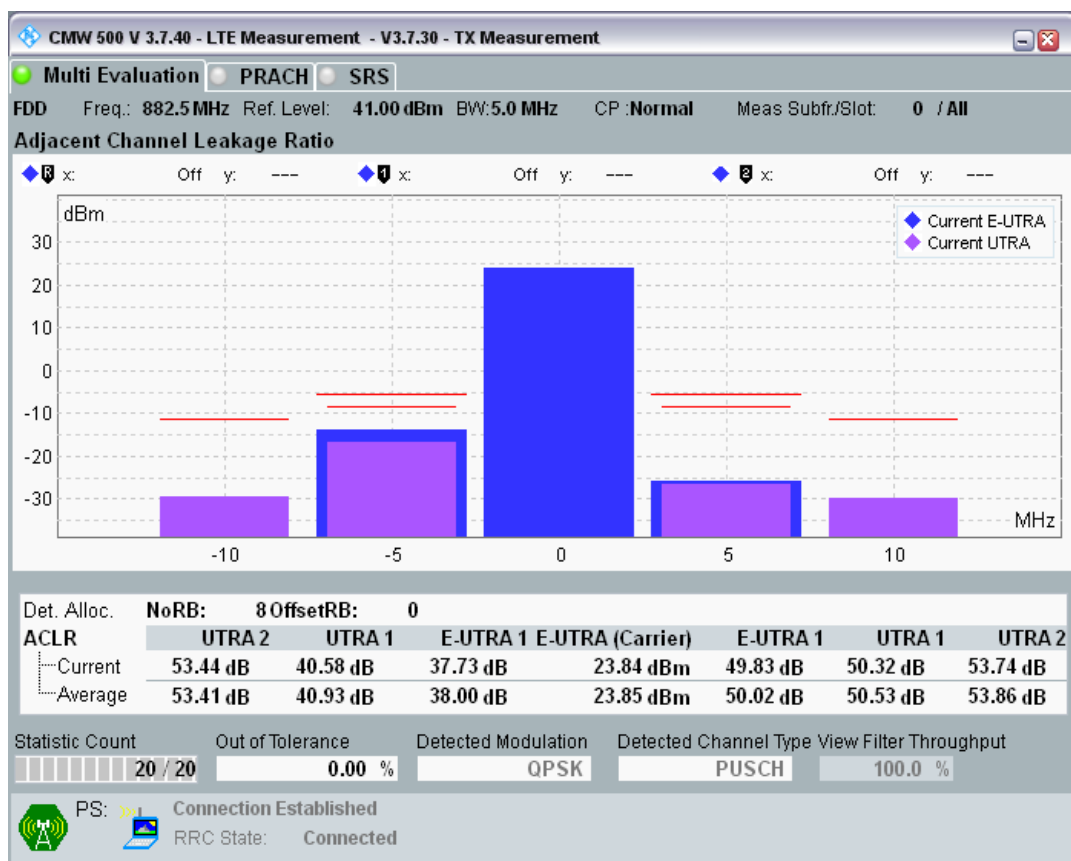 CMW 500 V 3.7.40 - LTE Measurement - V3.7.30 - TX Measurement
Multi Evaluation PRACH SRS
FDD Freq.: 882.5 MHz Ref. Level: 41.00 dBm BW:5.0 MHz CP :Normal Meas Subfr./Slot: 0 / All
Adjacent Channel Leakage Ratio
R x: Off y: --- 1 x: Off y: --- 2 x: Off y: ---
dBm
Current E-UTRA
Current UTRA
30
20
10
0
-10
-20
-30
MHz
-10 -5 0 5 10
Det. Alloc. NoRB: 8 OffsetRB: 0
ACLR UTRA 2 UTRA 1 E-UTRA 1 E-UTRA (Carrier) E-UTRA 1 UTRA 1 UTRA 2
Current 53.44 dB 40.58 dB 37.73 dB 23.84 dBm 49.83 dB 50.32 dB 53.74 dB
Average 53.41 dB 40.93 dB 38.00 dB 23.85 dBm 50.02 dB 50.53 dB 53.86 dB
Statistic Count Out of Tolerance Detected Modulation Detected Channel Type View Filter Throughput
20 / 20 0.00 % QPSK PUSCH 100.0 %
PS: Connection Established
RRC State: Connected